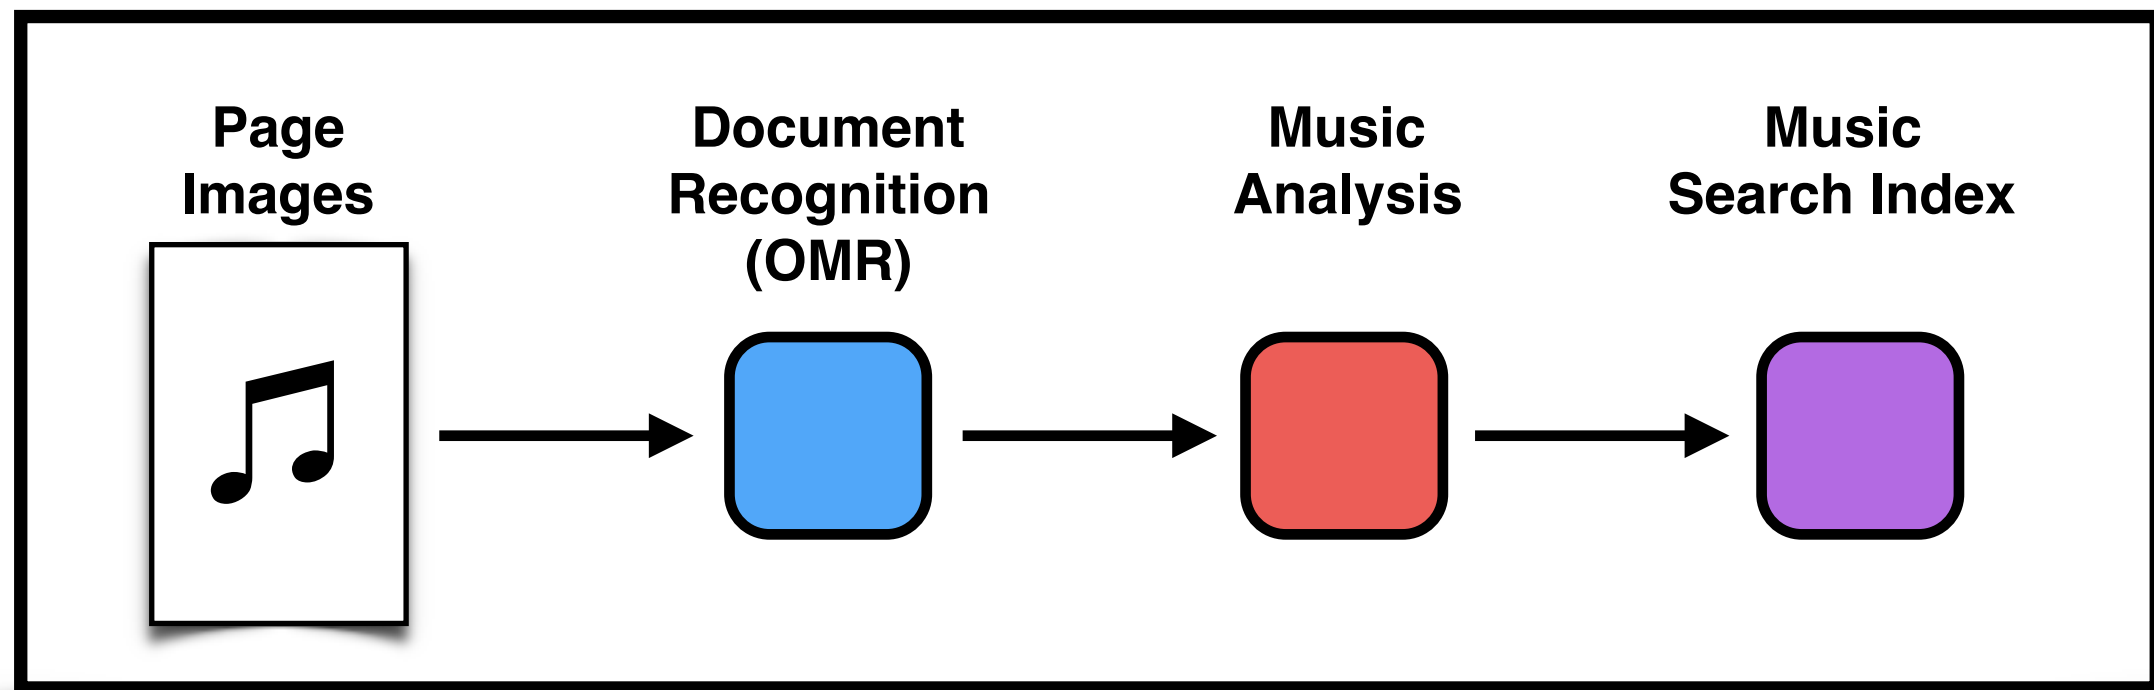 Page
Images
Document
Recognition
(OMR)
Music
Analysis
Music
Search Index